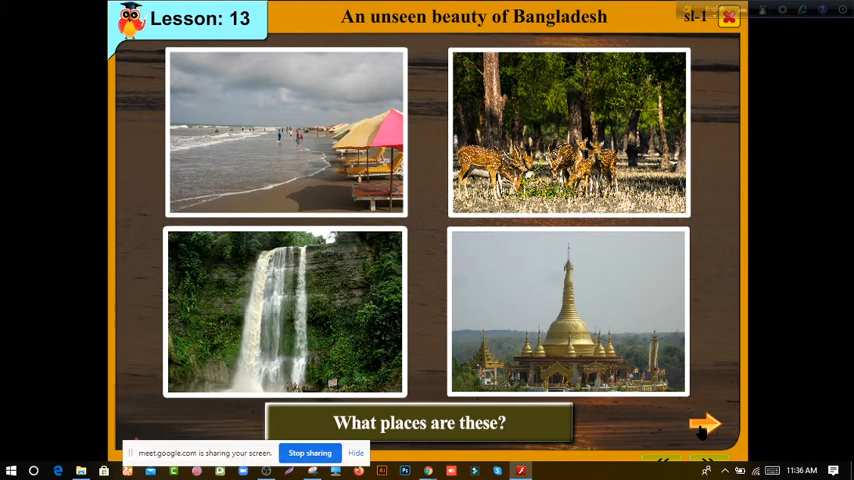 Lesson: 13
An unseen beauty of Bangladesh
sl-1
English
What places are these?
meet.google.com is sharing your screen.
Stop sharing
Hide
11:36 AM